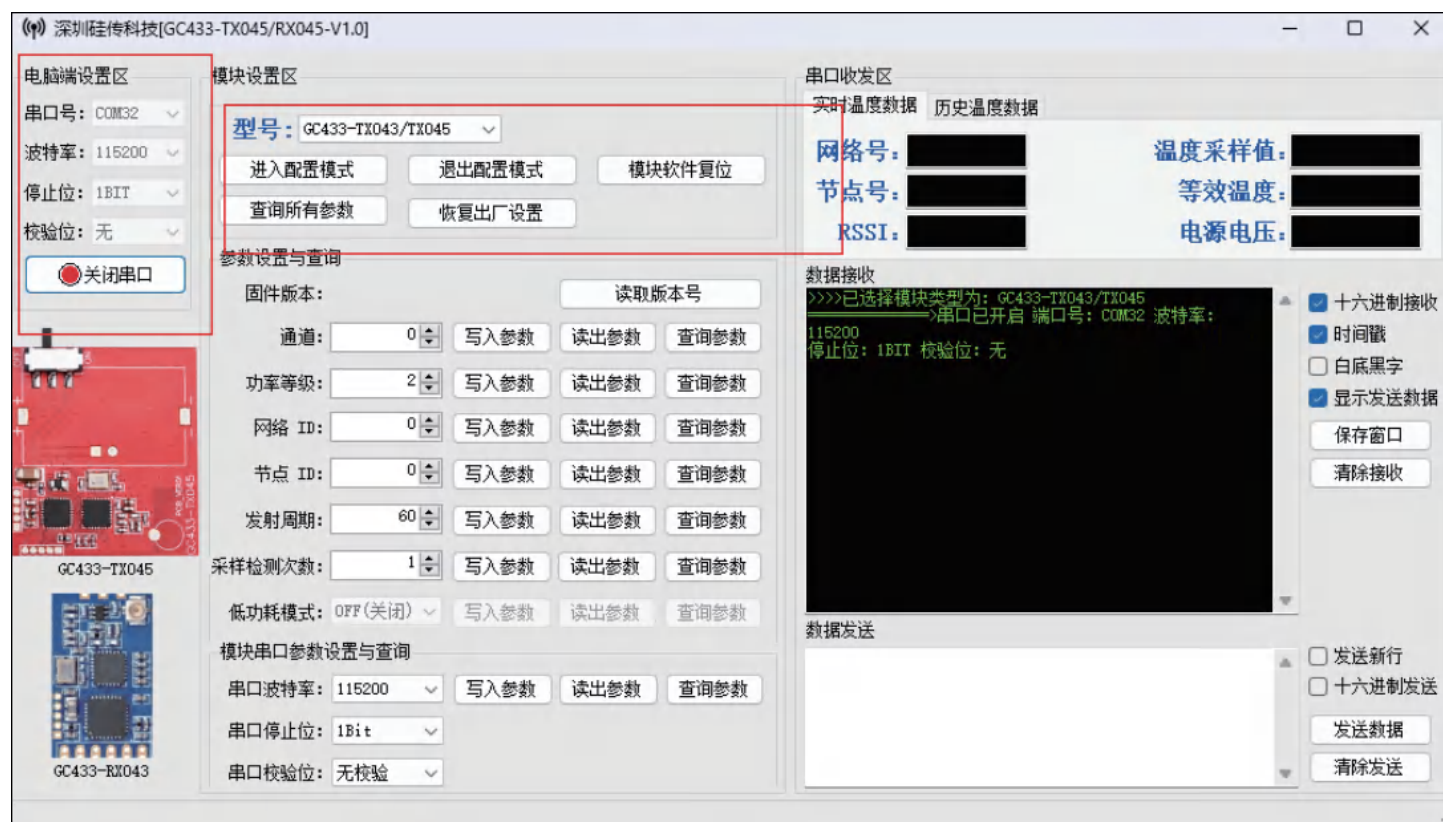 深圳硅传科技[GC433-TX045/RX045-V1.0]
电脑端设置区
串口号: COM32
波特率: 115200
停止位: 1BIT
校验位: 无
关闭串口
OFF
ON
PCB_VER01
GC433-TX045
GC433-TX045
GC433-RX043
模块设置区
型号: GC433-TX043/TX045
进入配置模式 退出配置模式 模块软件复位
查询所有参数 恢复出厂设置
参数设置与查询
固件版本: 读取版本号
通道: 0 写入参数 读出参数 查询参数
功率等级: 2 写入参数 读出参数 查询参数
网络 ID: 0 写入参数 读出参数 查询参数
节点 ID: 0 写入参数 读出参数 查询参数
发射周期: 60 写入参数 读出参数 查询参数
采样检测次数: 1 写入参数 读出参数 查询参数
低功耗模式: OFF(关闭) 写入参数 读出参数 查询参数
模块串口参数设置与查询
串口波特率: 115200 写入参数 读出参数 查询参数
串口停止位: 1Bit
串口校验位: 无校验
串口收发区
实时温度数据 历史温度数据
网络号: 温度采样值:
节点号: 等效温度:
RSSI: 电源电压:
数据接收
>>>>已选择模块类型为: GC433-TX043/TX045
═══════════>串口已开启 端口号: COM32 波特率:
115200
停止位: 1BIT 校验位: 无
十六进制接收
时间戳
白底黑字
显示发送数据
保存窗口
清除接收
数据发送
发送新行
十六进制发送
发送数据
清除发送